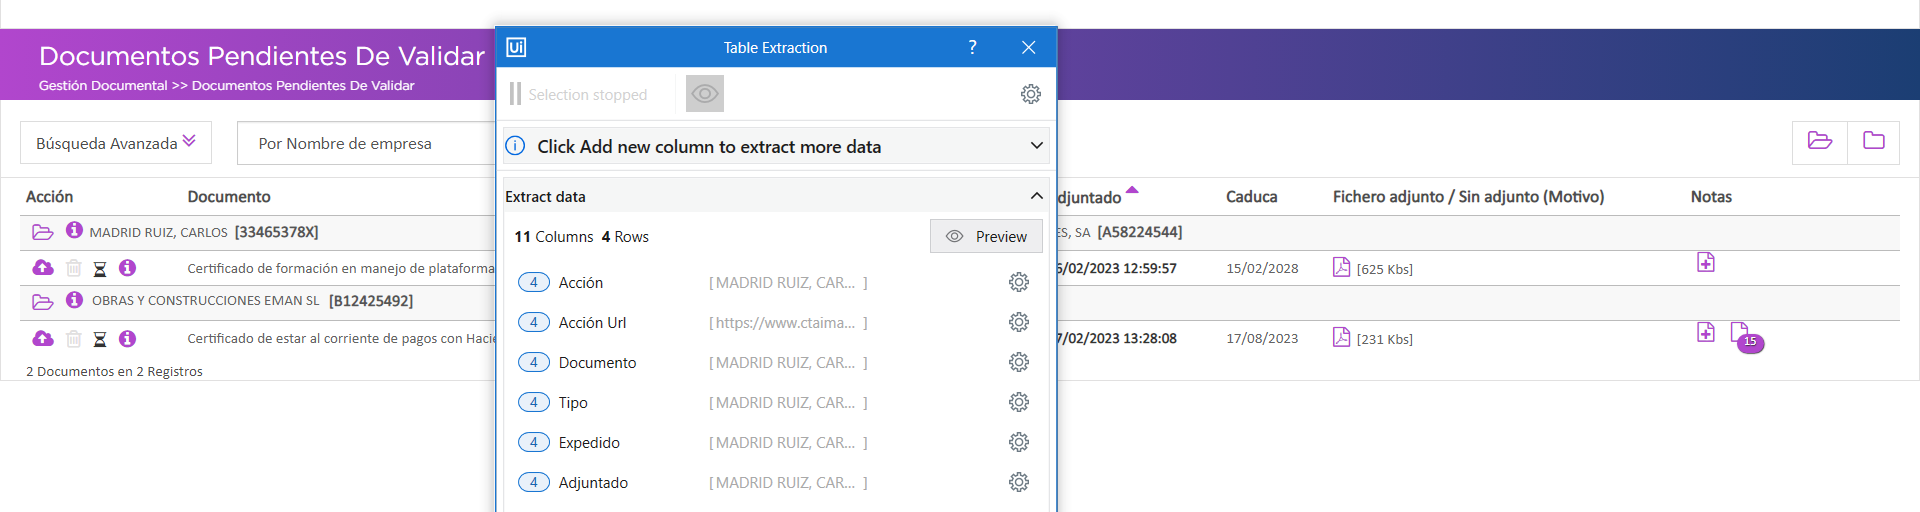 Documentos Pendientes De Validar
Gestión Documental >> Documentos Pendientes De Validar
Ui Table Extraction ?
Selection stopped
Búsqueda Avanzada
Por Nombre de empresa
Click Add new column to extract more data
Extract data
11 Columns 4 Rows
Preview
4 Acción [ MADRID RUIZ, CAR... ]
4 Acción Url [ https://www.ctaima... ]
4 Documento [ MADRID RUIZ, CAR... ]
4 Tipo [ MADRID RUIZ, CAR... ]
4 Expedido [ MADRID RUIZ, CAR... ]
4 Adjuntado [ MADRID RUIZ, CAR... ]
Acción Documento djuntado Caduca Fichero adjunto / Sin adjunto (Motivo) Notas
MADRID RUIZ, CARLOS [33465378X] ES, SA [A58224544]
Certificado de formación en manejo de plataforma 6/02/2023 12:59:57 15/02/2028 [625 Kbs]
OBRAS Y CONSTRUCCIONES EMAN SL [B12425492]
Certificado de estar al corriente de pagos con Hacie 7/02/2023 13:28:08 17/08/2023 [231 Kbs] 15
2 Documentos en 2 Registros